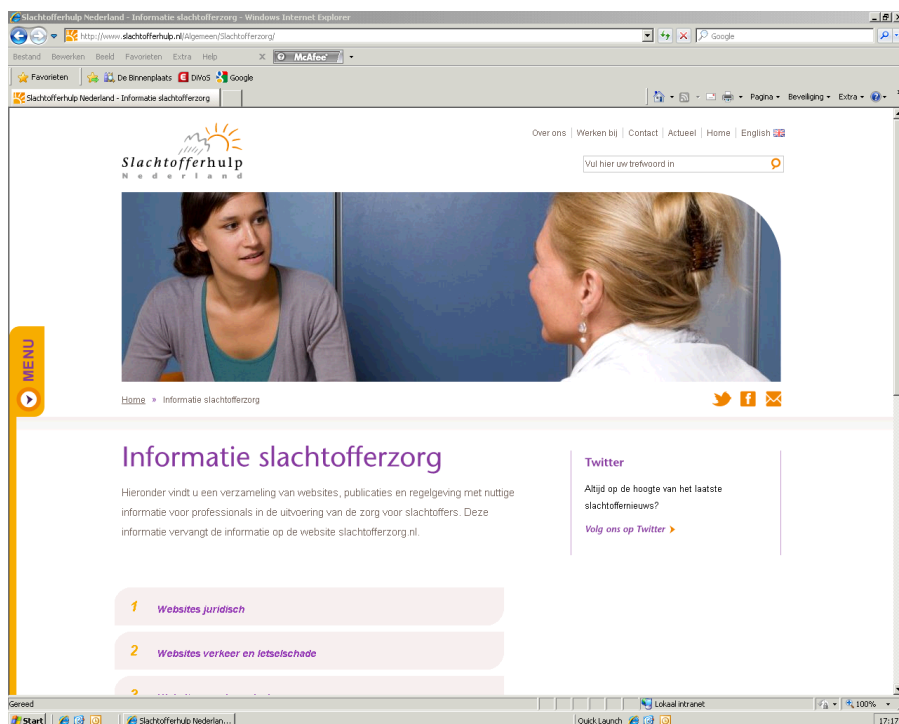 Slachtofferhulp Nederland - Informatie slachtofferzorg - Windows Internet Explorer
http://www.slachtofferhulp.nl/Algemeen/Slachtofferzorg/
Google
Bestand Bewerken Beeld Favorieten Extra Help X McAfee
Favorieten De Binnenplaats DiVoS Google
Slachtofferhulp Nederland - Informatie slachtofferzorg
Pagina Beveiliging Extra
Over ons | Werken bij | Contact | Actueel | Home | English
Slachtofferhulp
Nederland
Vul hier uw trefwoord in
MENU
Home » Informatie slachtofferzorg
Informatie slachtofferzorg
Hieronder vindt u een verzameling van websites, publicaties en regelgeving met nuttige
informatie voor professionals in de uitvoering van de zorg voor slachtoffers. Deze
informatie vervangt de informatie op de website slachtofferzorg.nl.
Twitter
Altijd op de hoogte van het laatste
slachtoffernieuws?
Volg ons op Twitter
1 Websites juridisch
2 Websites verkeer en letselschade
Gereed
Lokaal intranet
100%
Start
Slachtofferhulp Nederlan...
Quick Launch
17:17